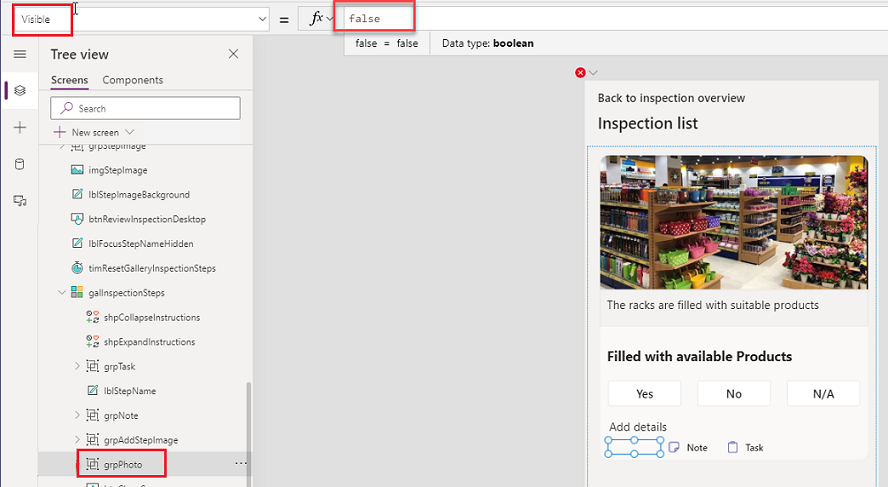 Visible = fx false
false = false Data type: boolean
Tree view
Screens Components
Search
New screen
grpStepImage
imgStepImage
lblStepImageBackground
btnReviewInspectionDesktop
lblFocusStepNameHidden
timResetGalleryInspectionSteps
galInspectionSteps
shpCollapseInstructions
shpExpandInstructions
grpTask
lblStepName
grpNote
grpAddStepImage
grpPhoto
Back to inspection overview
Inspection list
The racks are filled with suitable products
Filled with available Products
Yes No N/A
Add details
Note Task